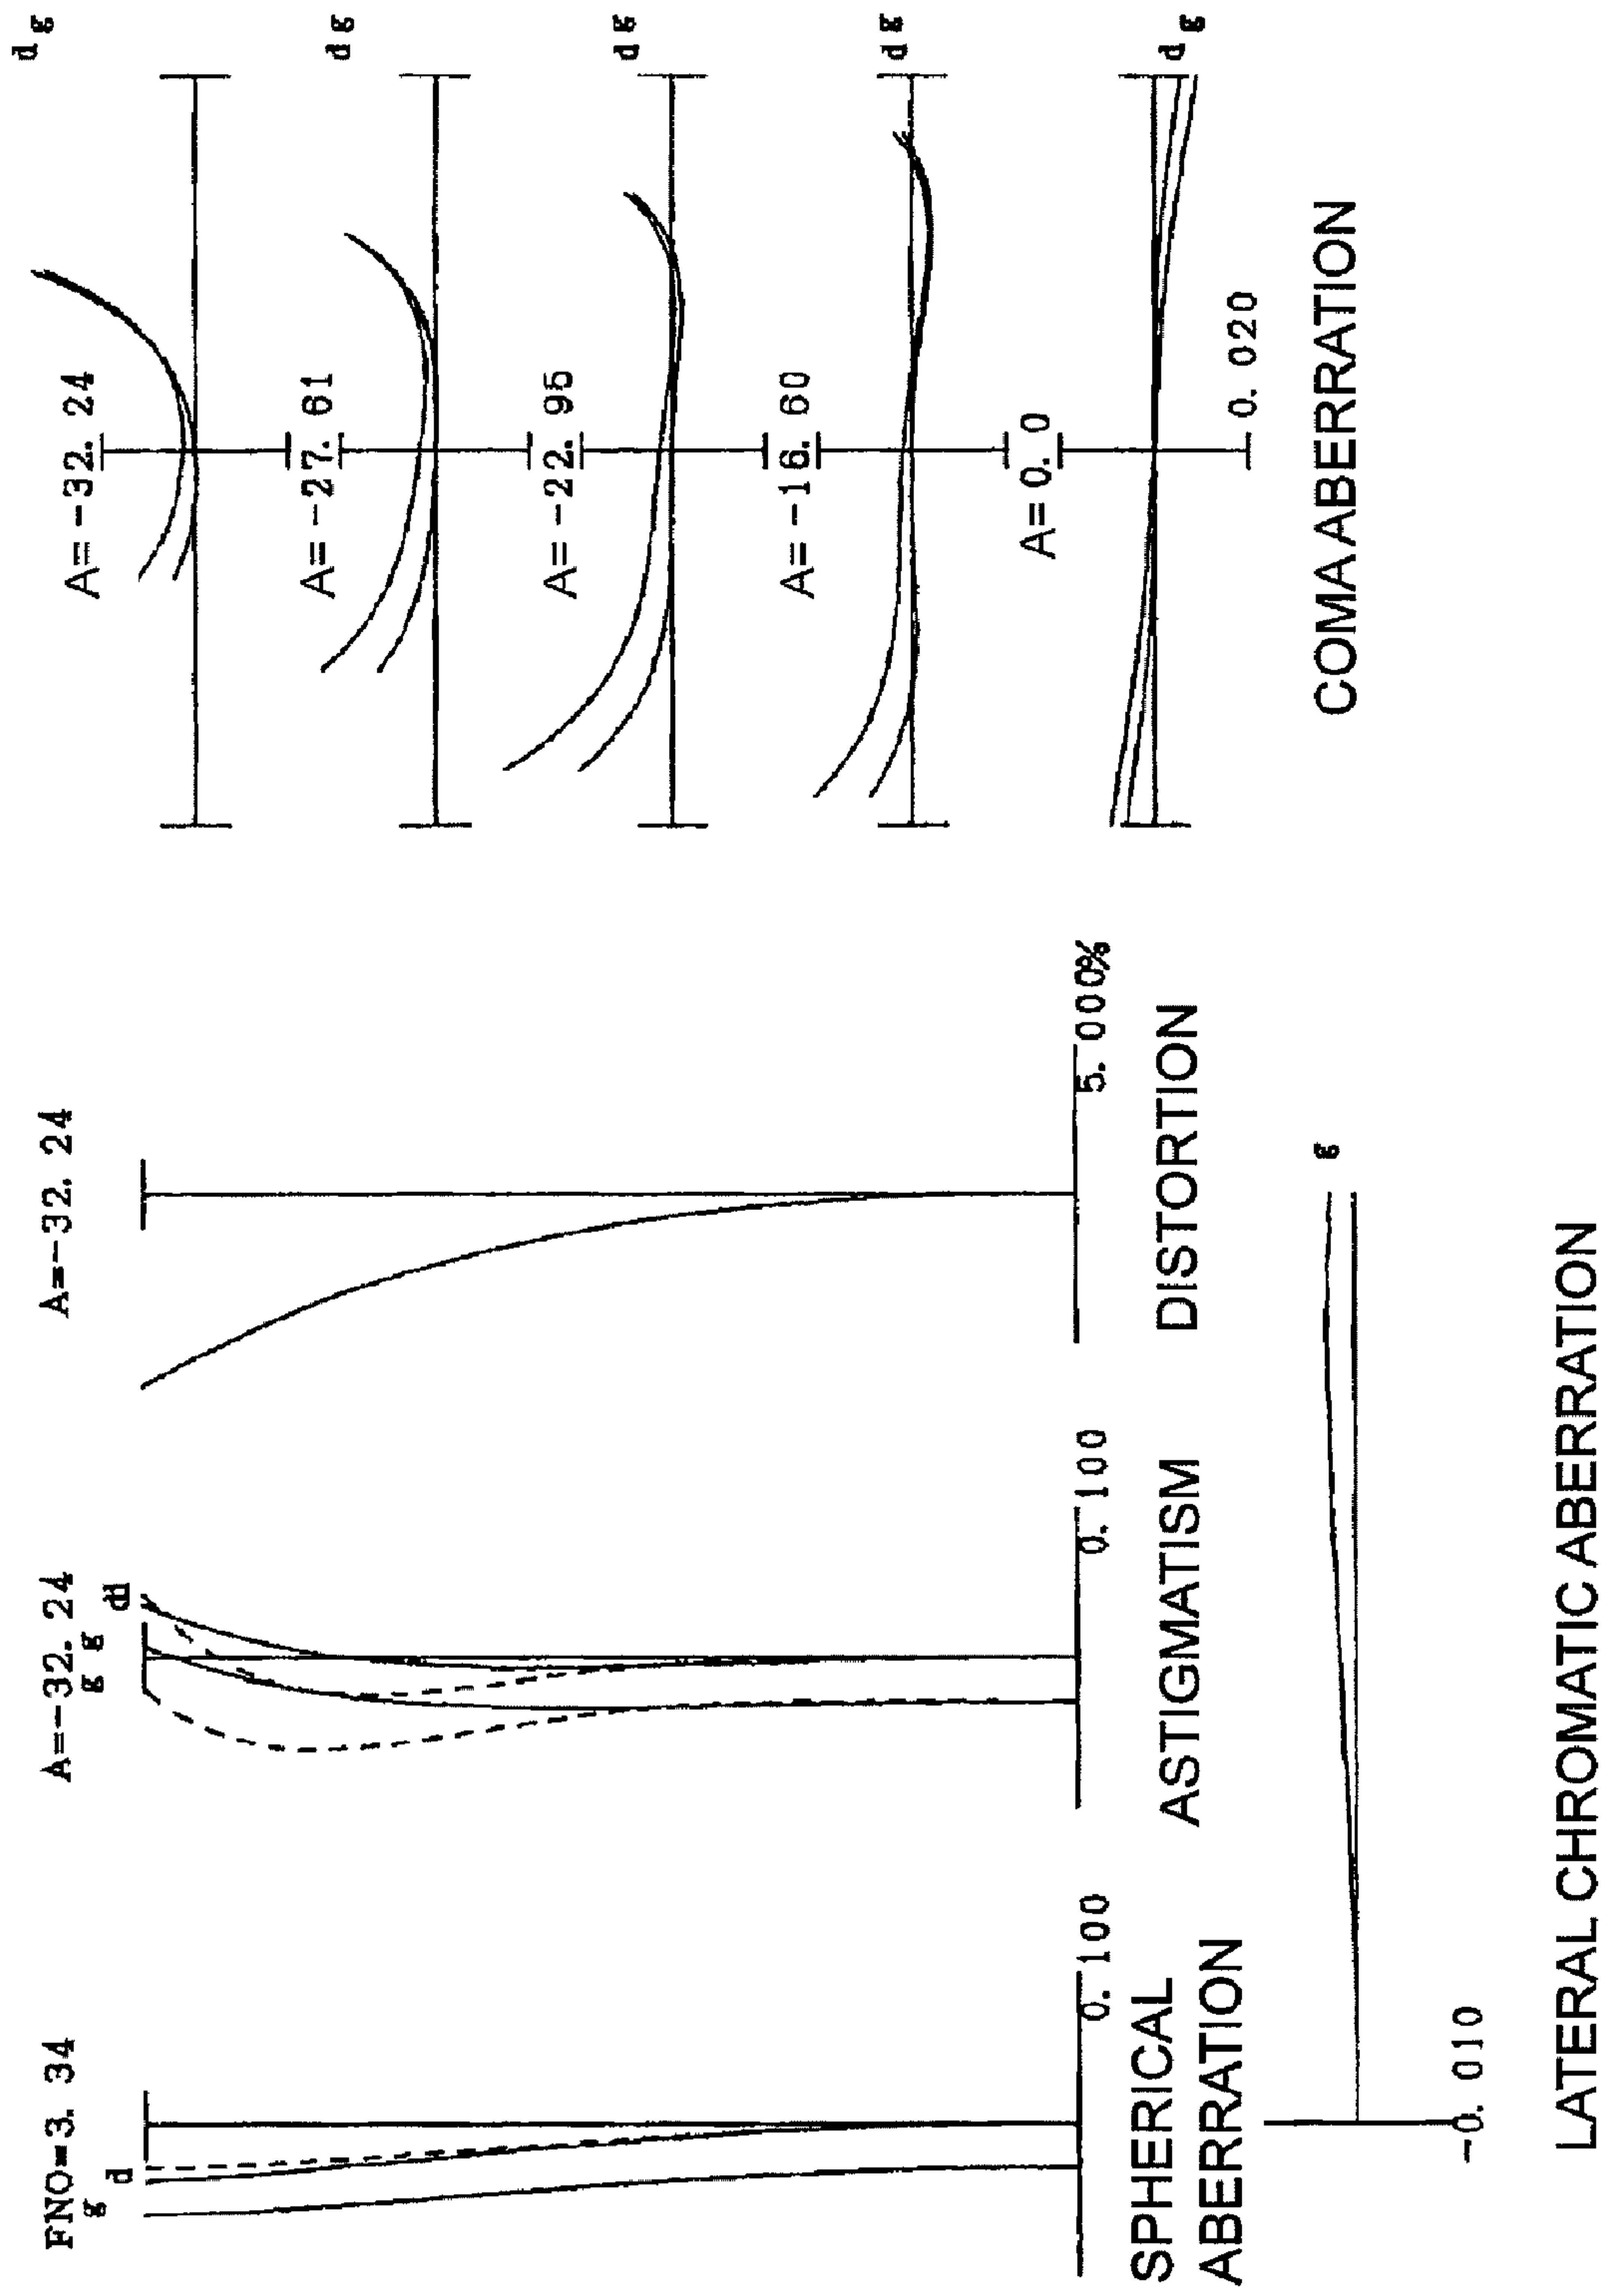 FNO=3. 34
g d
0. 100
SPHERICAL
ABERRATION
A=-32. 24
g g d d
0. 100
ASTIGMATISM
A=-32. 24
5. 000%
DISTORTION
A=-32. 24
d g
A=-27. 61
d g
A=-22. 95
d g
A=-16. 60
d g
A=0. 0
d g
0. 020
COMA ABERRATION
g
-0. 010
LATERAL CHROMATIC ABERRATION